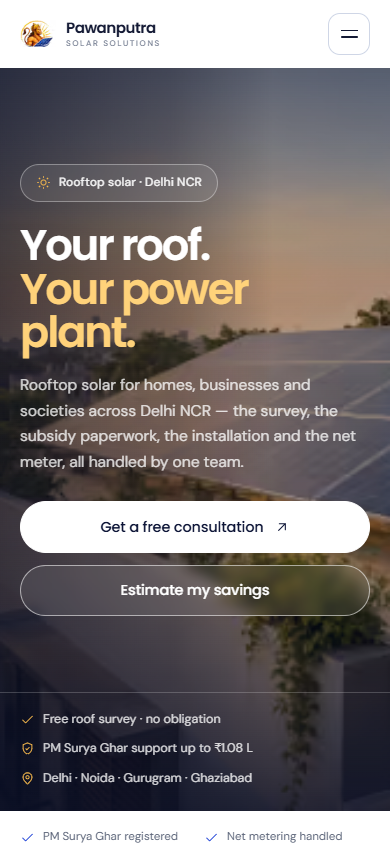 Pawanputra
SOLAR SOLUTIONS
Rooftop solar · Delhi NCR
Your roof.
Your power
plant.
Rooftop solar for homes, businesses and
societies across Delhi NCR — the survey, the
subsidy paperwork, the installation and the net
meter, all handled by one team.
Get a free consultation
Estimate my savings
Free roof survey · no obligation
PM Surya Ghar support up to ₹1.08 L
Delhi · Noida · Gurugram · Ghaziabad
PM Surya Ghar registered
Net metering handled